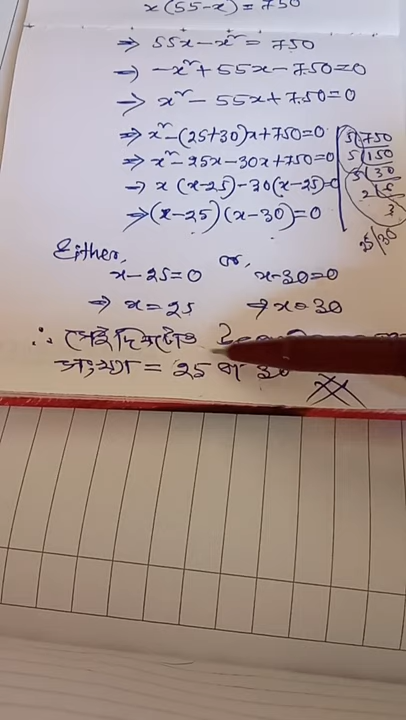 x(55-x)=750
⇒ 55x-x²=750
⇒ -x²+55x-750=0
⇒ x²-55x+750=0
⇒ x²-(25+30)x+750=0
⇒ x²-25x-30x+750=0
⇒ x(x-25)-30(x-25)=0
⇒ (x-25)(x-30)=0
5|750
5|150
5|30
2|6
3
25/30
Either, or,
x-25=0 x-30=0
⇒ x=25 ⇒ x=30
∴ সেই দিনটোত
সংখ্যা = 25 বা 30